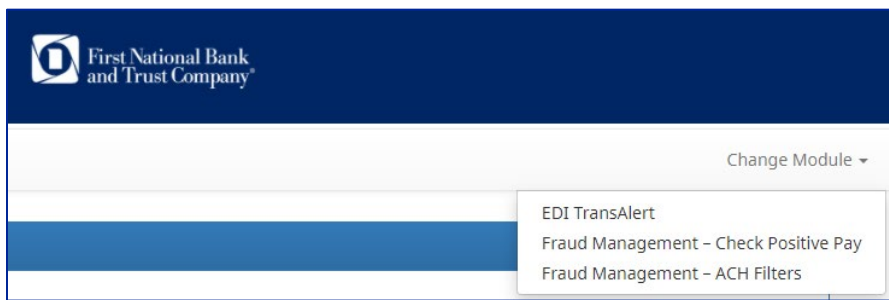 First National Bank
and Trust Company®
Change Module
EDI TransAlert
Fraud Management – Check Positive Pay
Fraud Management – ACH Filters